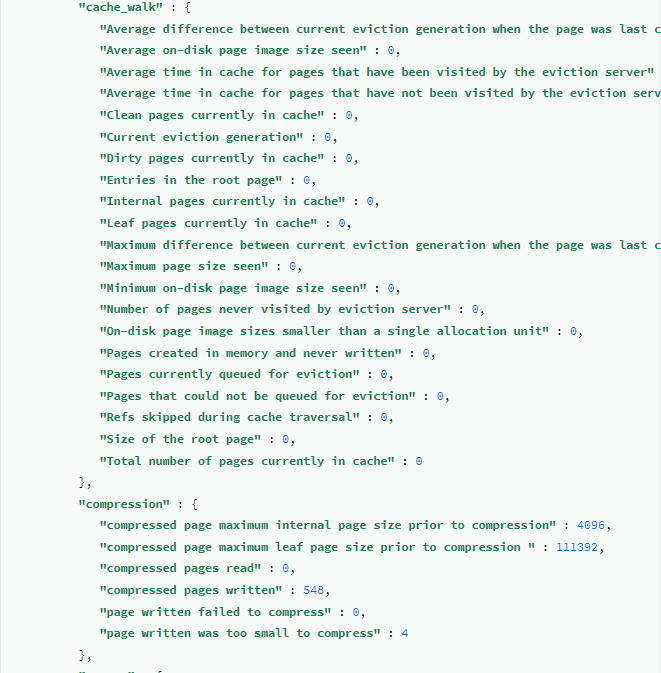 "cache_walk" : {
"Average difference between current eviction generation when the page was last c
"Average on-disk page image size seen" : 0,
"Average time in cache for pages that have been visited by the eviction server"
"Average time in cache for pages that have not been visited by the eviction serv
"Clean pages currently in cache" : 0,
"Current eviction generation" : 0,
"Dirty pages currently in cache" : 0,
"Entries in the root page" : 0,
"Internal pages currently in cache" : 0,
"Leaf pages currently in cache" : 0,
"Maximum difference between current eviction generation when the page was last c
"Maximum page size seen" : 0,
"Minimum on-disk page image size seen" : 0,
"Number of pages never visited by eviction server" : 0,
"On-disk page image sizes smaller than a single allocation unit" : 0,
"Pages created in memory and never written" : 0,
"Pages currently queued for eviction" : 0,
"Pages that could not be queued for eviction" : 0,
"Refs skipped during cache traversal" : 0,
"Size of the root page" : 0,
"Total number of pages currently in cache" : 0
},
"compression" : {
"compressed page maximum internal page size prior to compression" : 4096,
"compressed page maximum leaf page size prior to compression " : 111392,
"compressed pages read" : 0,
"compressed pages written" : 548,
"page written failed to compress" : 0,
"page written was too small to compress" : 4
},